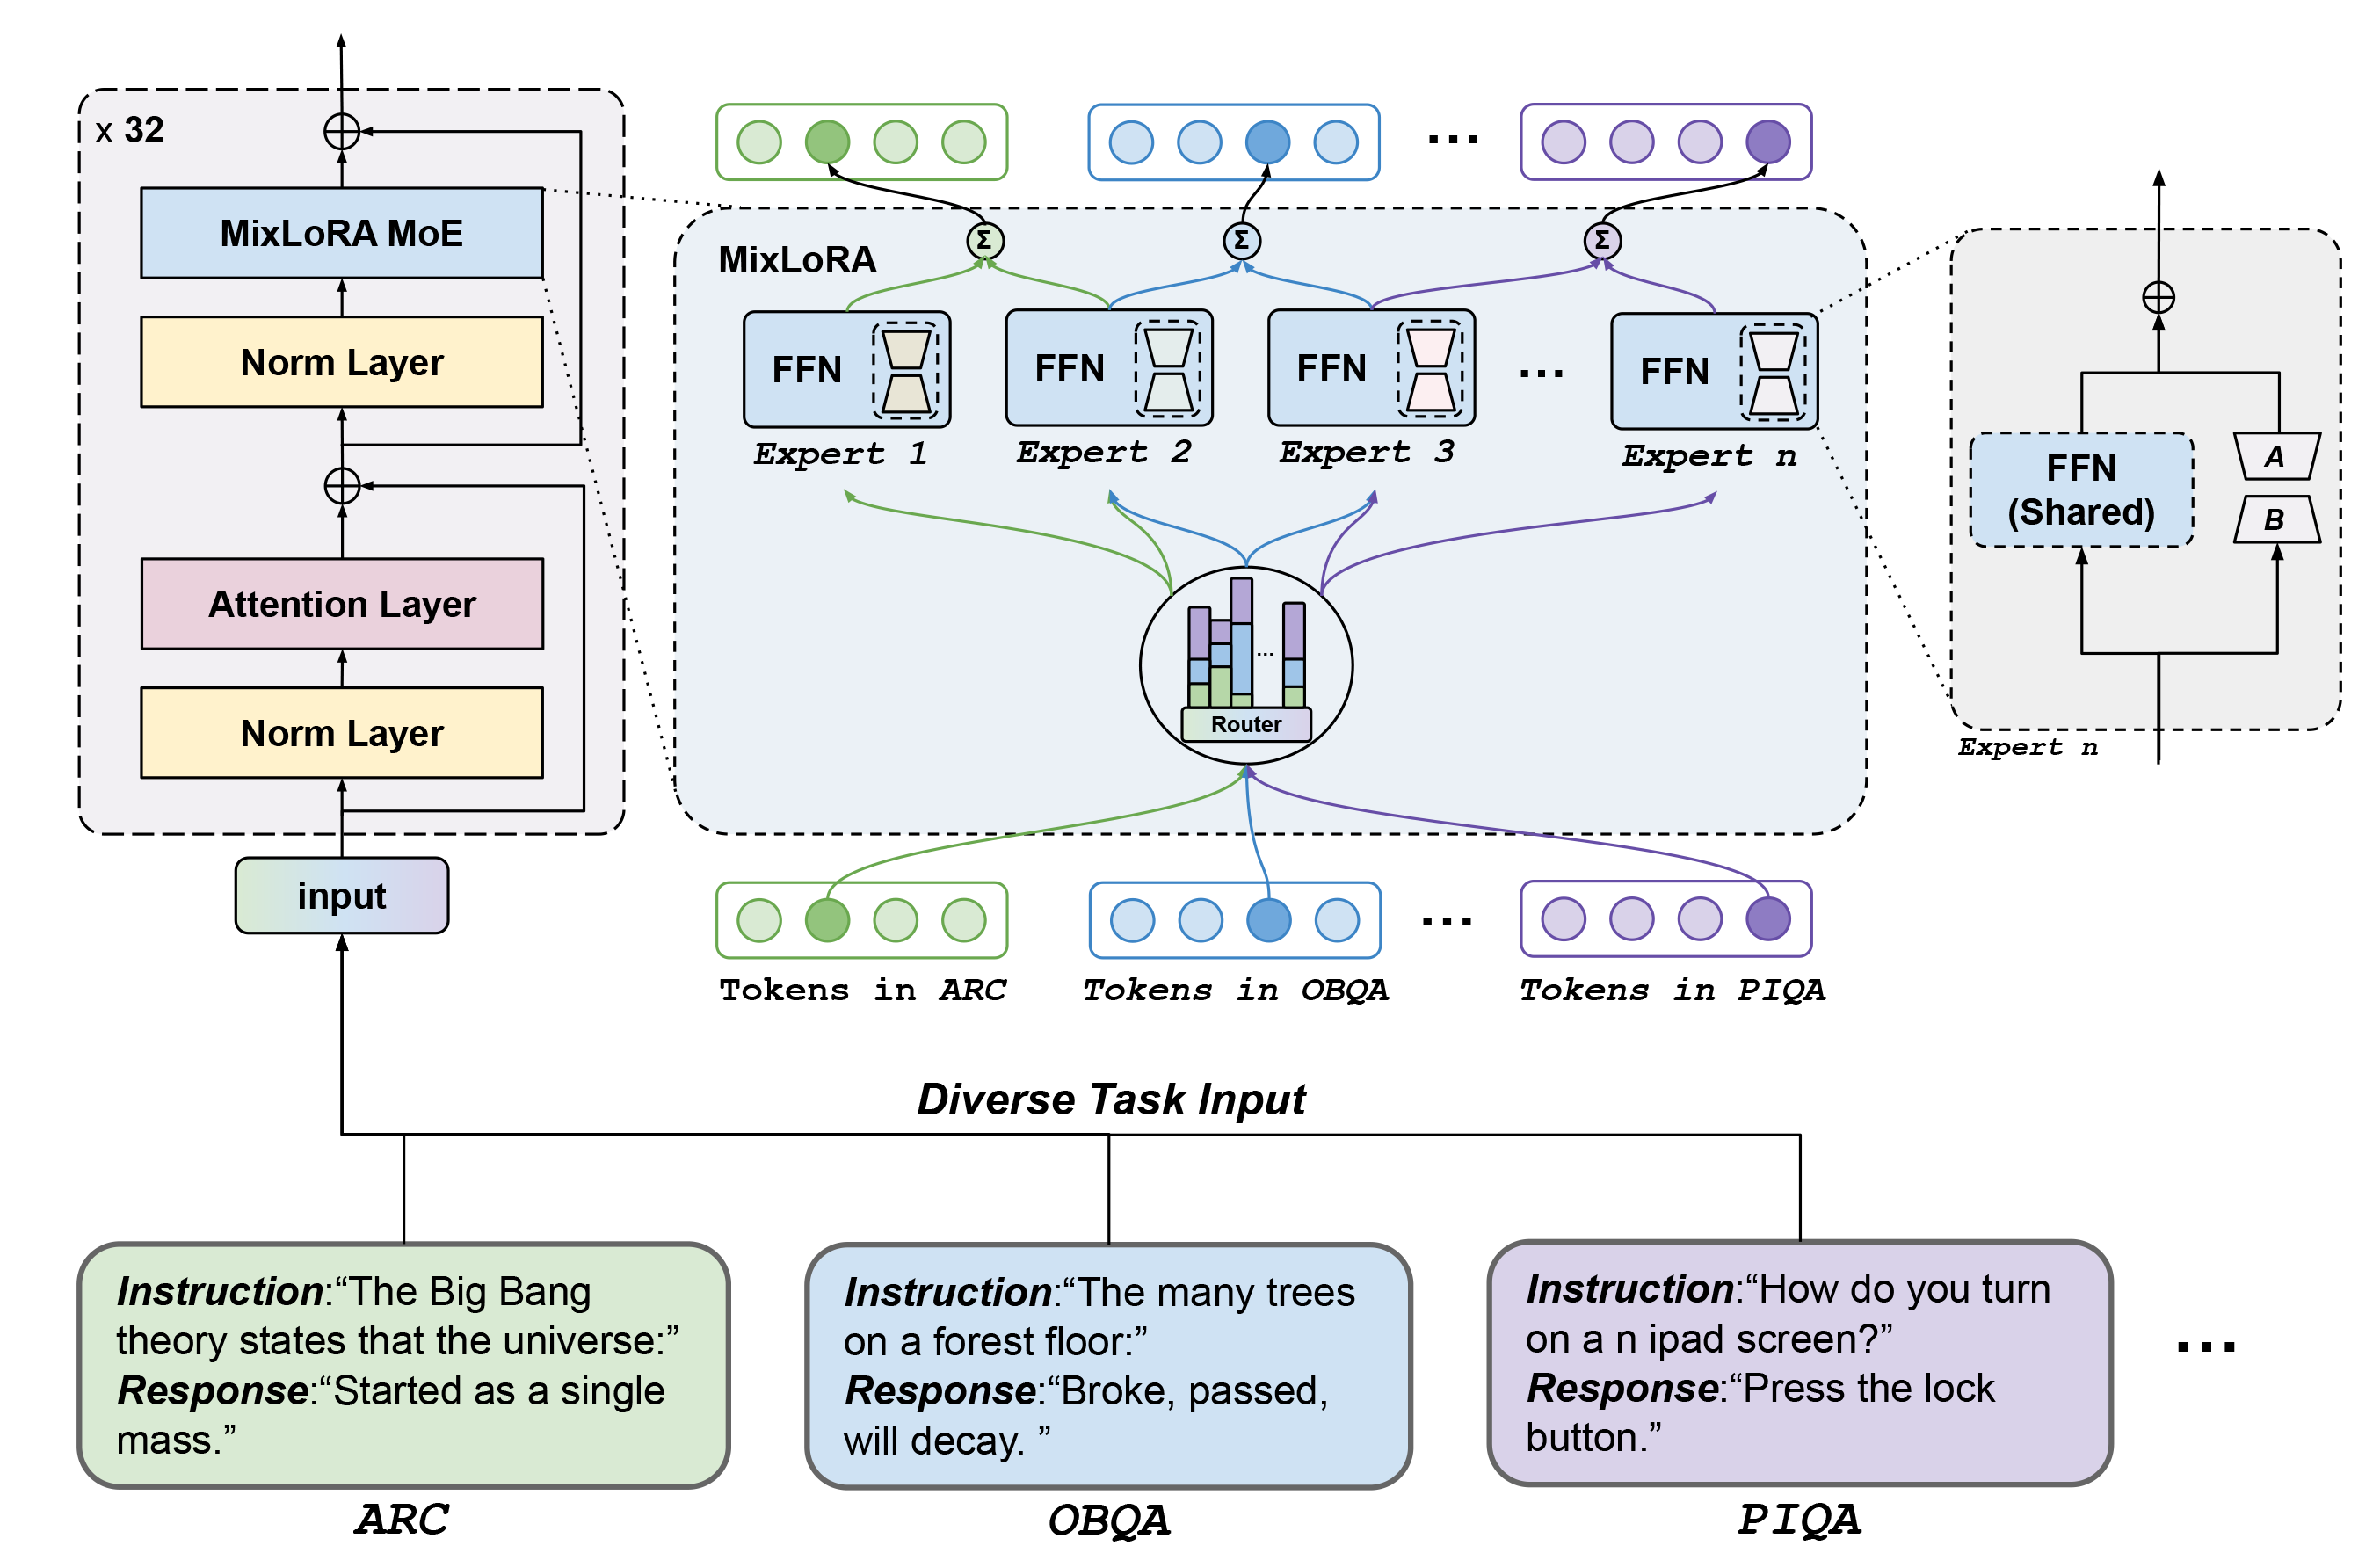 x 32
MixLoRA MoE
Norm Layer
Attention Layer
Norm Layer
input
...
MixLoRA
Σ
Σ
Σ
FFN
FFN
FFN
...
FFN
Expert 1
Expert 2
Expert 3
Expert n
...
Router
...
Tokens in ARC
Tokens in OBQA
Tokens in PIQA
FFN
(Shared)
A
B
Expert n
Diverse Task Input
Instruction:“The Big Bang
theory states that the universe:”
Response:“Started as a single
mass.”
ARC
Instruction:“The many trees
on a forest floor:”
Response:“Broke, passed,
will decay. ”
OBQA
Instruction:“How do you turn
on a n ipad screen?”
Response:“Press the lock
button.”
PIQA
...